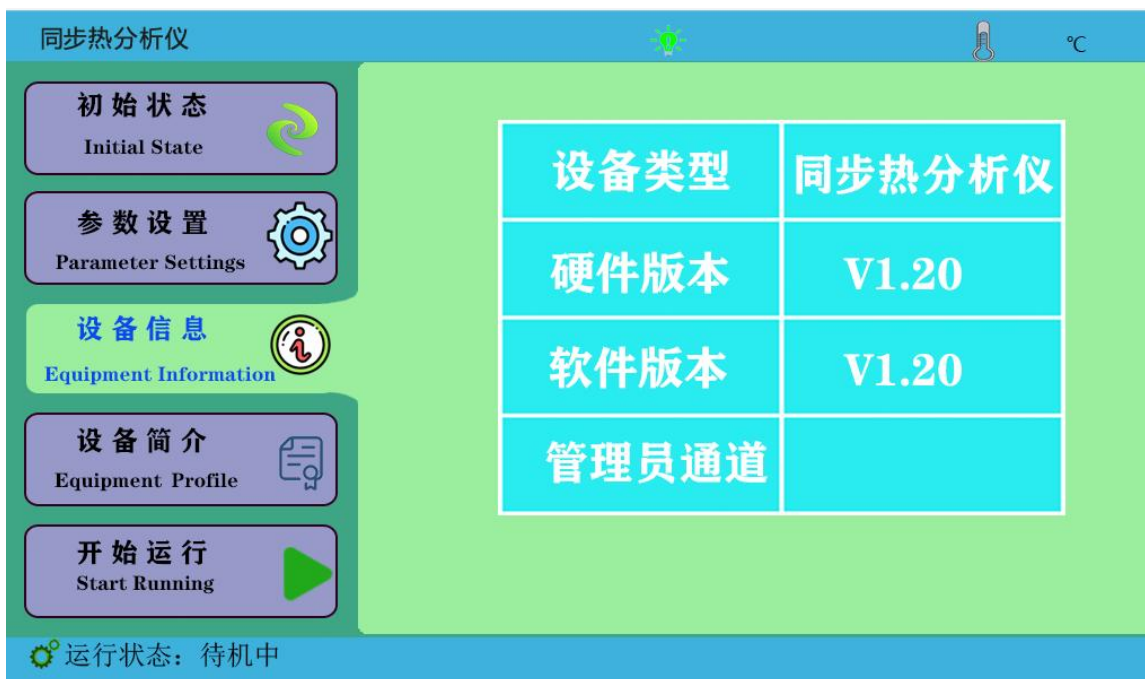 同步热分析仪
℃
初始状态
Initial State
参数设置
Parameter Settings
设备信息
Equipment Information
设备简介
Equipment Profile
开始运行
Start Running
设备类型 同步热分析仪
硬件版本 V1.20
软件版本 V1.20
管理员通道
运行状态：待机中